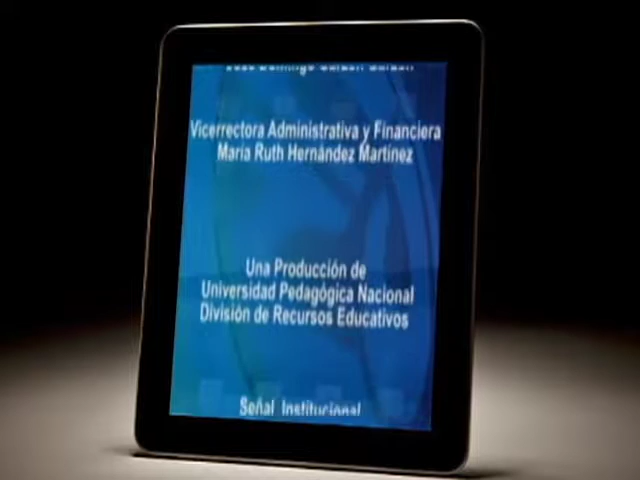 Vicerrectora Administrativa y Financiera
María Ruth Hernández Martínez
Una Producción de
Universidad Pedagógica Nacional
División de Recursos Educativos
Señal Institucional